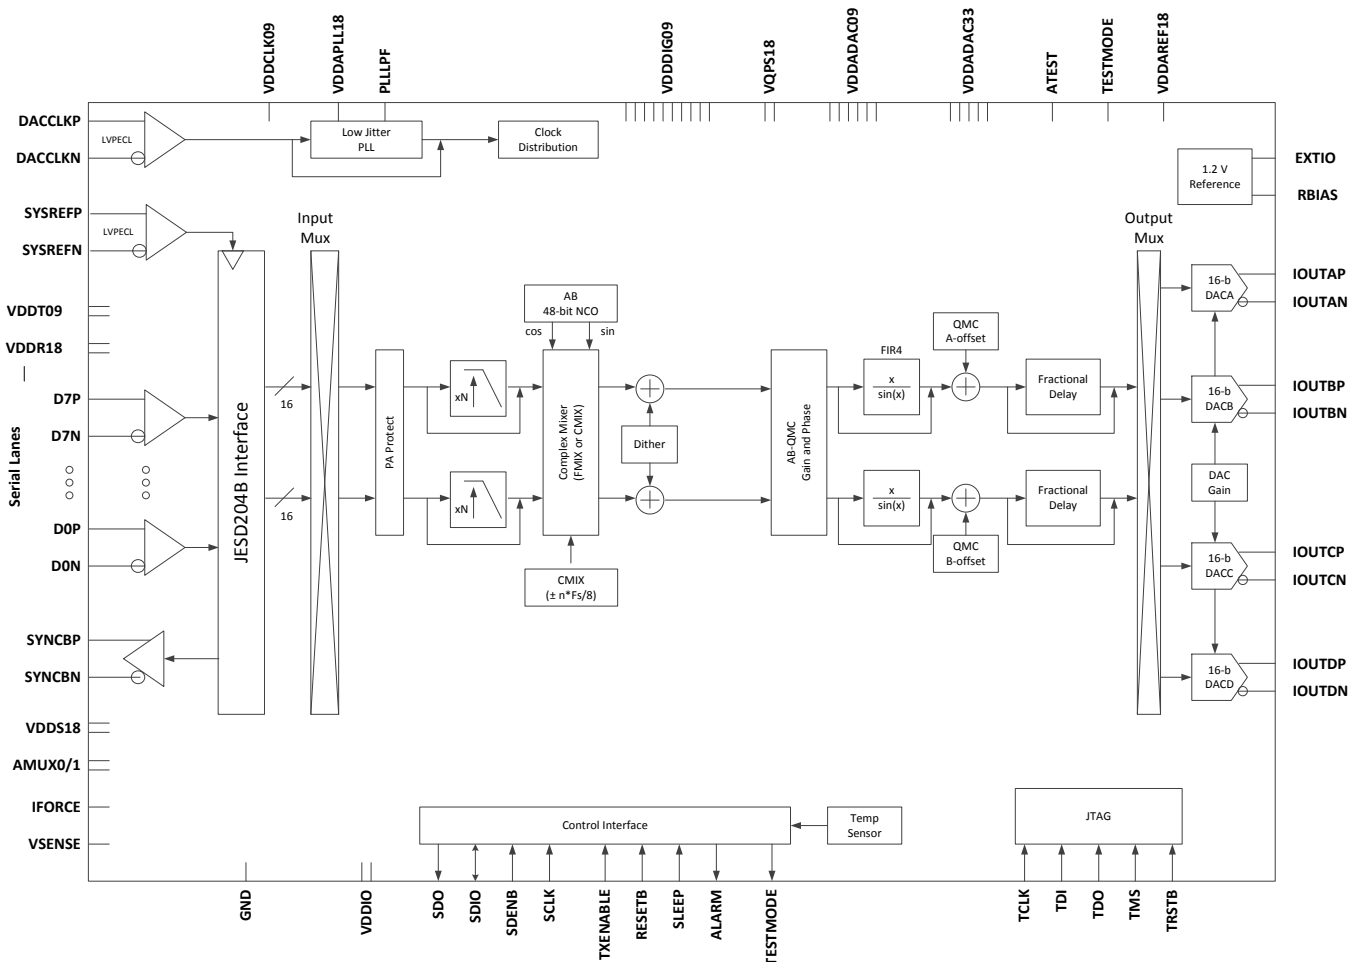 VDDCLK09
VDDAPLL18
PLLLPF
VDDDIG09
VQPS18
VDDADAC09
VDDADAC33
ATEST
TESTMODE
VDDAREF18
DACCLKP
LVPECL
DACCLKN
Low Jitter
PLL
Clock
Distribution
1.2 V
Reference
EXTIO
RBIAS
SYSREFP
LVPECL
SYSREFN
Input
Mux
Output
Mux
VDDT09
VDDR18
Serial Lanes
D7P
D7N
D0P
D0N
JESD204B Interface
16
16
PA Protect
xN
xN
AB
48-bit NCO
cos
sin
Complex Mixer
(FMIX or CMIX)
CMIX
(± n*Fs/8)
Dither
AB-QMC
Gain and Phase
FIR4
x
sin(x)
x
sin(x)
QMC
A-offset
QMC
B-offset
Fractional
Delay
Fractional
Delay
16-b
DACA
IOUTAP
IOUTAN
16-b
DACB
IOUTBP
IOUTBN
DAC
Gain
16-b
DACC
IOUTCP
IOUTCN
16-b
DACD
IOUTDP
IOUTDN
SYNCBP
SYNCBN
VDDS18
AMUX0/1
IFORCE
VSENSE
Control Interface
Temp
Sensor
JTAG
GND
VDDIO
SDO
SDIO
SDENB
SCLK
TXENABLE
RESETB
SLEEP
ALARM
TESTMODE
TCLK
TDI
TDO
TMS
TRSTB